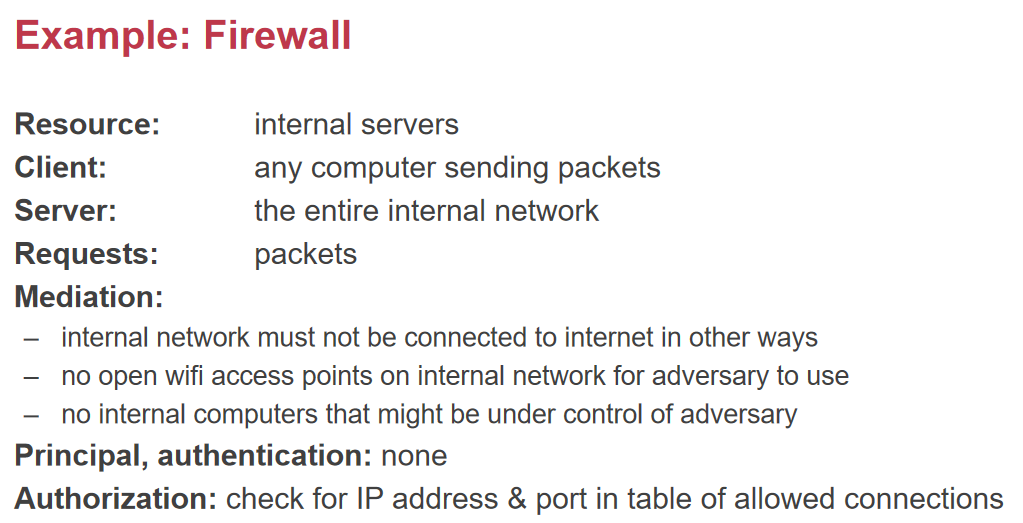 Example: Firewall
Resource: internal servers
Client: any computer sending packets
Server: the entire internal network
Requests: packets
Mediation:
– internal network must not be connected to internet in other ways
– no open wifi access points on internal network for adversary to use
– no internal computers that might be under control of adversary
Principal, authentication: none
Authorization: check for IP address & port in table of allowed connections